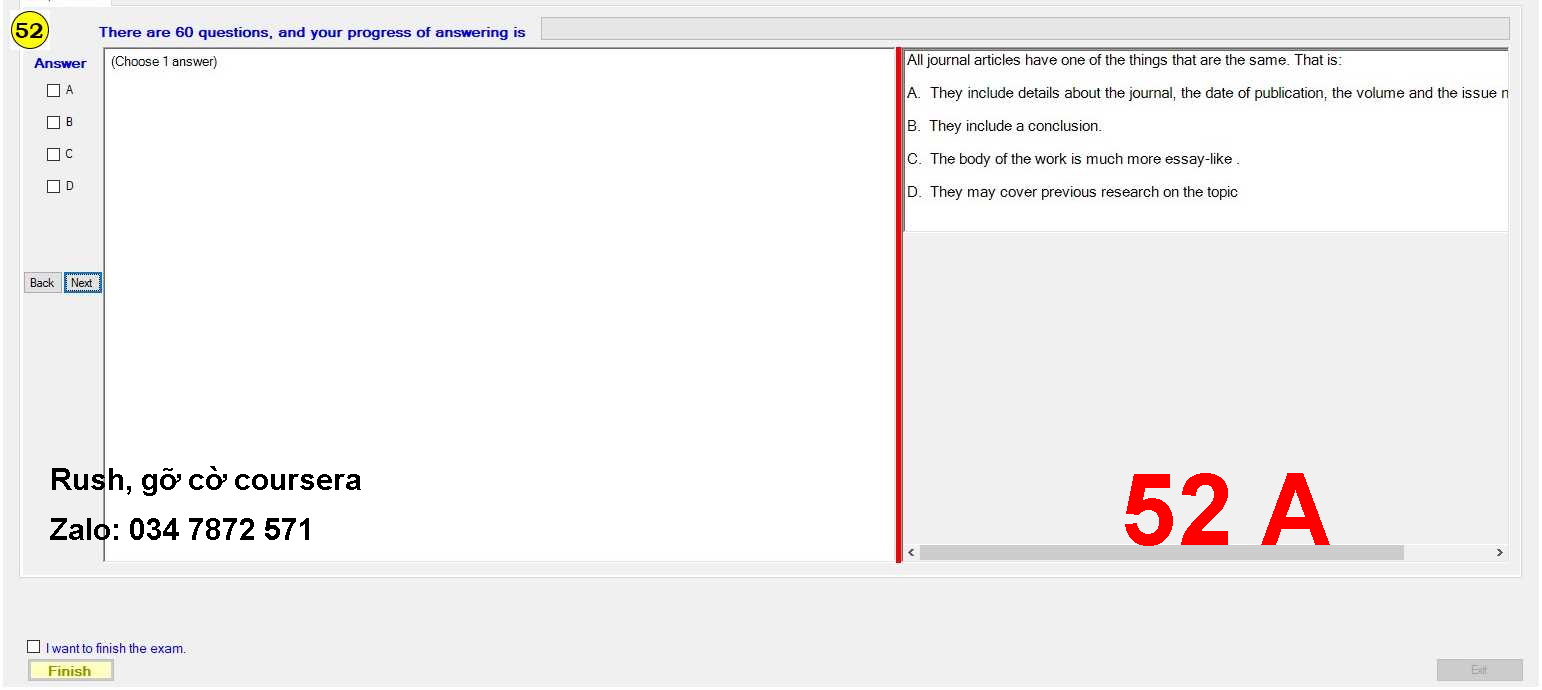 52
There are 60 questions, and your progress of answering is
Answer
(Choose 1 answer)
A
B
C
D
Back
Next
All journal articles have one of the things that are the same. That is:
A. They include details about the journal, the date of publication, the volume and the issue n
B. They include a conclusion.
C. The body of the work is much more essay-like .
D. They may cover previous research on the topic
Rush, gỡ cờ coursera
Zalo: 034 7872 571
52 A
I want to finish the exam.
Finish
Exit